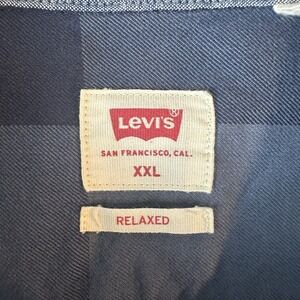 LEVI'S
SAN FRANCISCO, CAL.
XXL
RELAXED